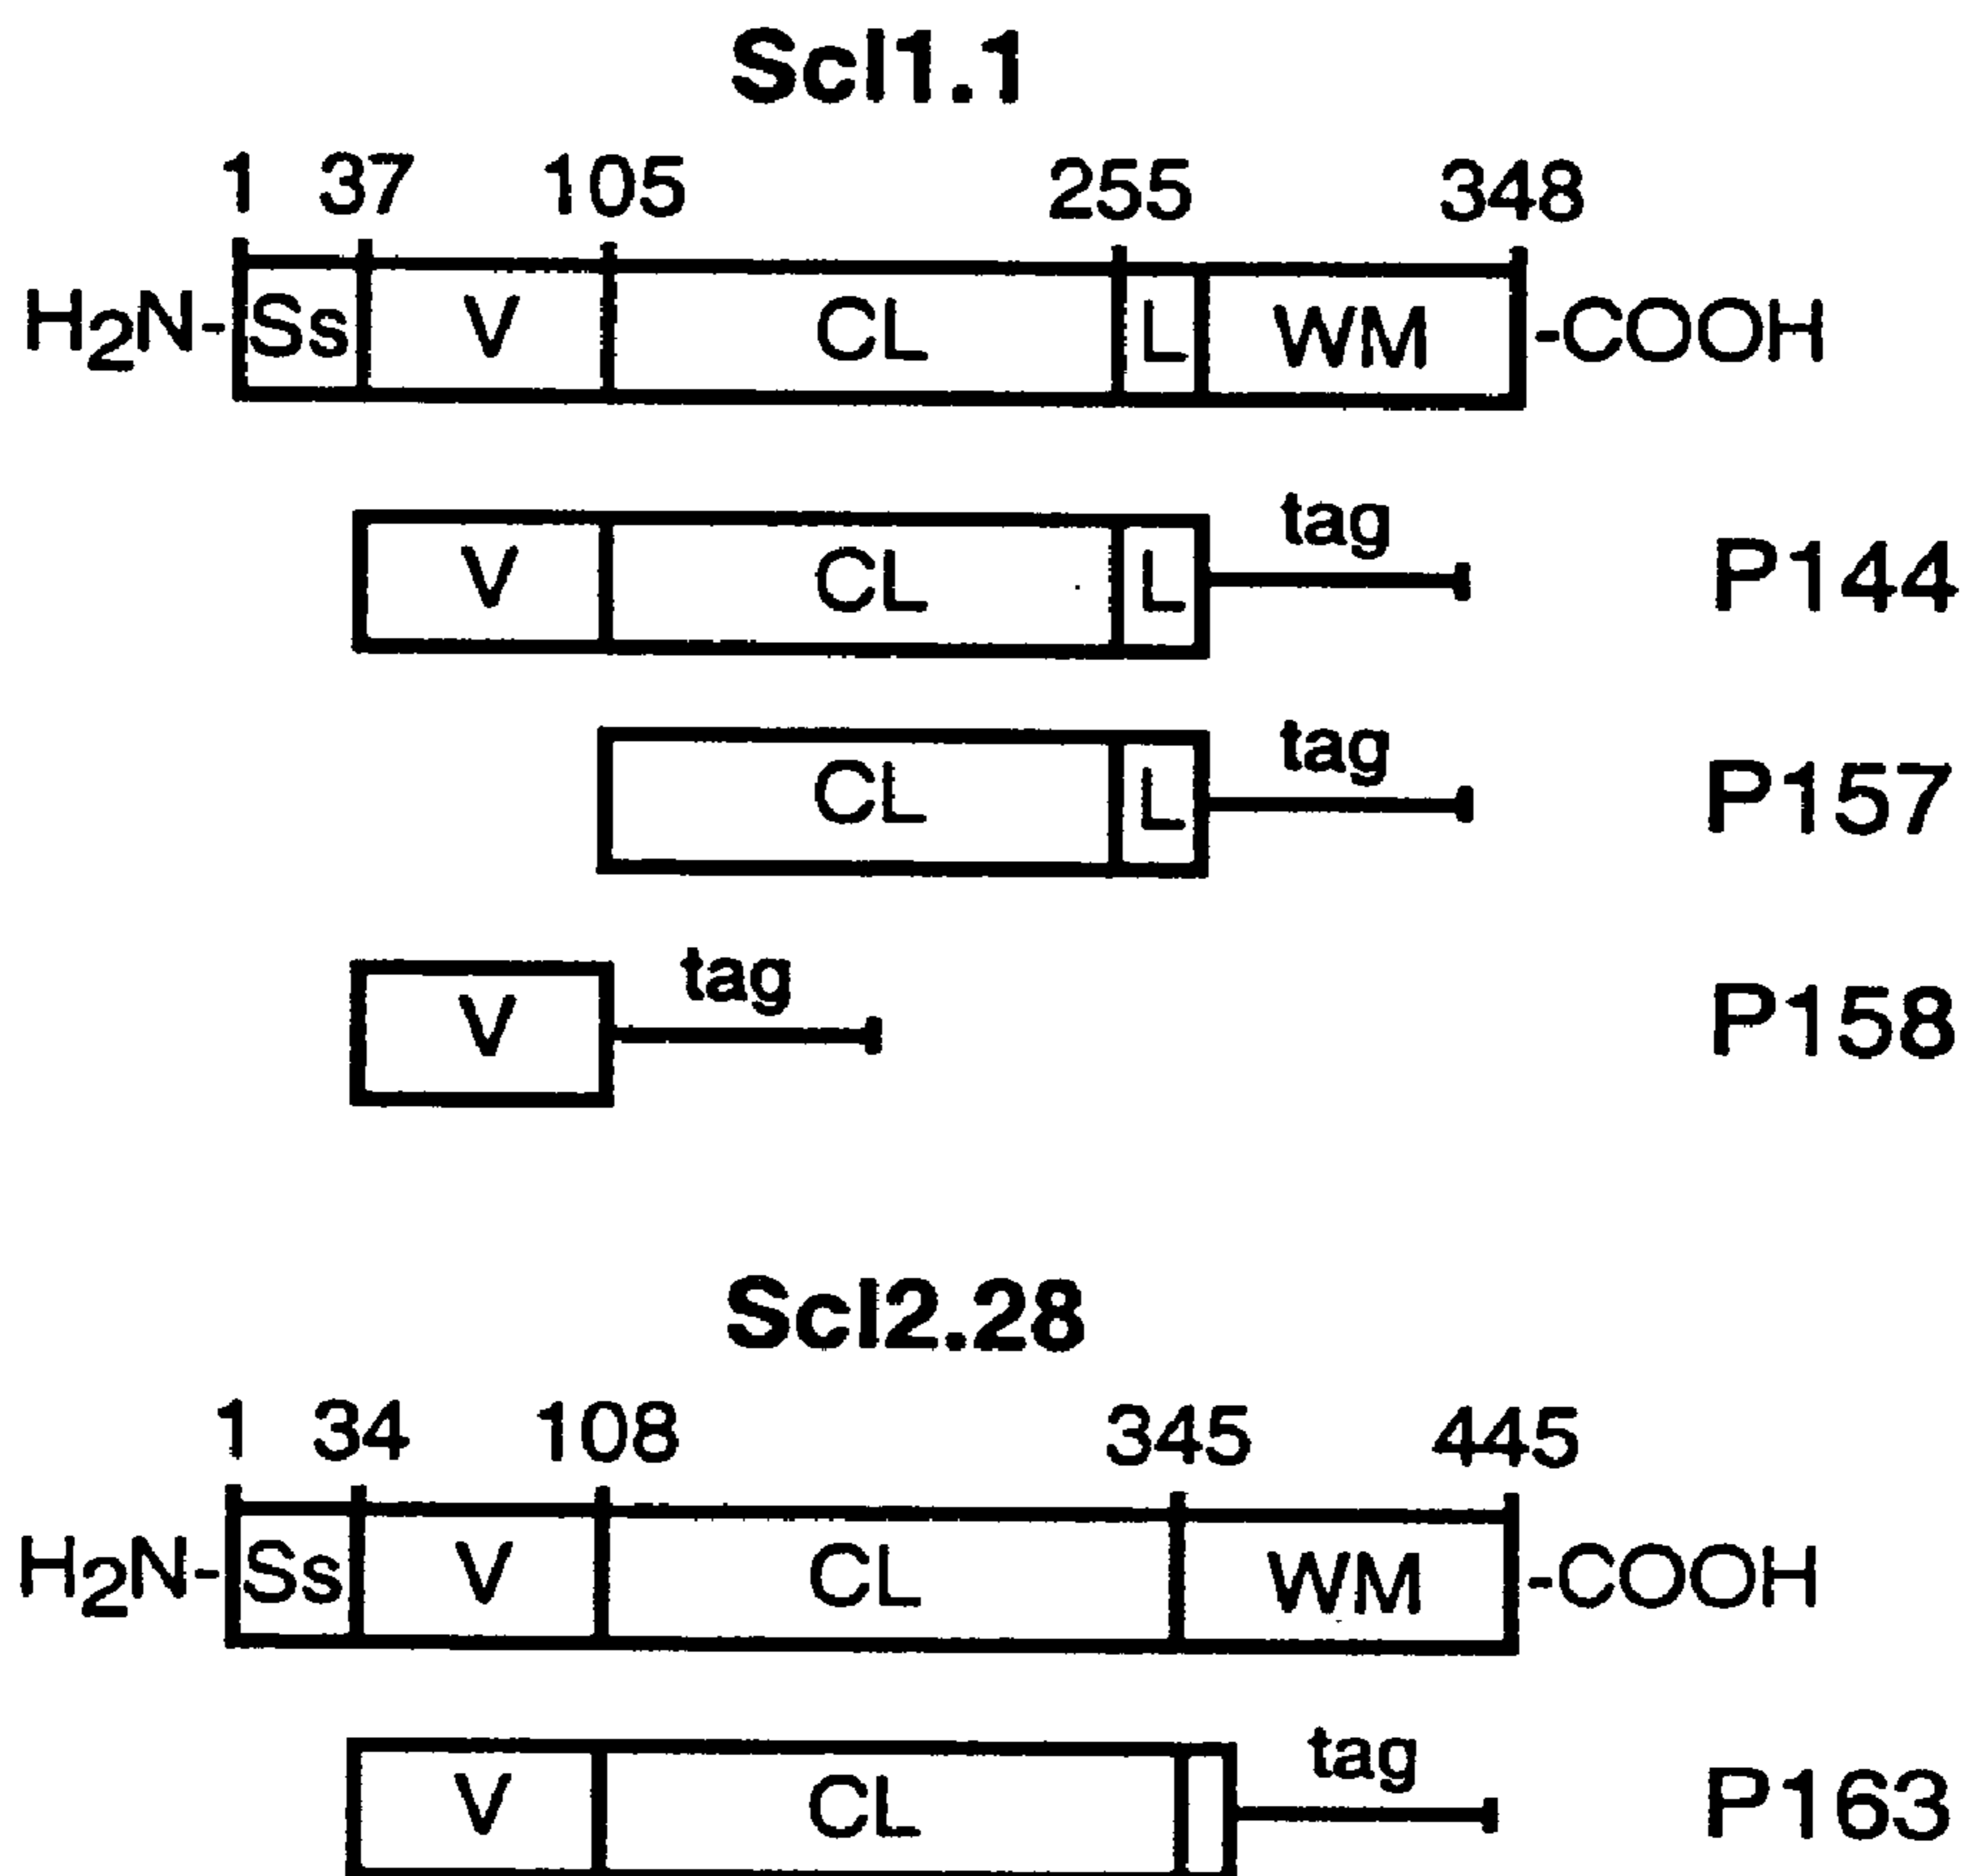 Scl1.1
1 37 105 255 348
H2N- Ss V CL L WM -COOH
V CL L tag P144
CL L tag P157
V tag P158
Scl2.28
1 34 108 345 445
H2N- Ss V CL WM -COOH
V CL tag P163